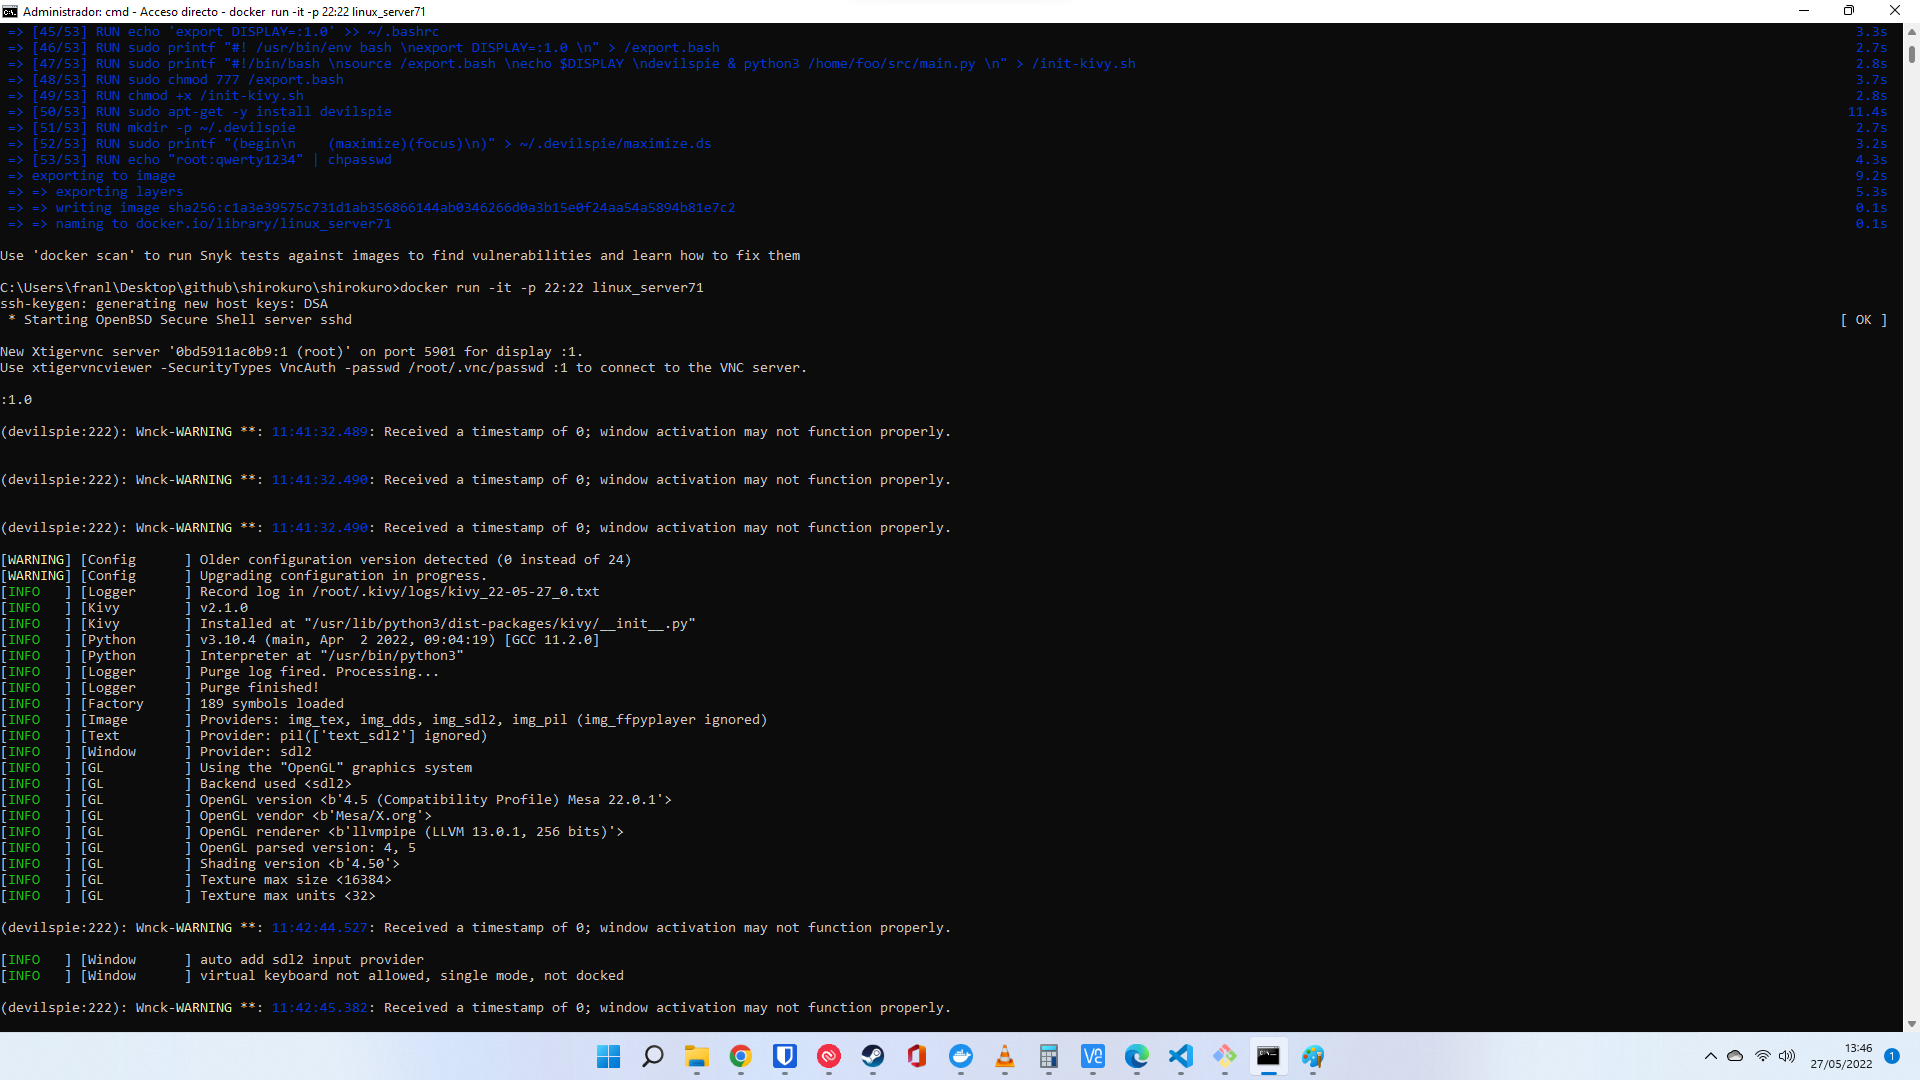 Administrador: cmd - Acceso directo - docker  run -it -p 22:22 linux_server71
=> [45/53] RUN echo 'export DISPLAY=:1.0' >> ~/.bashrc 3.3s
=> [46/53] RUN sudo printf "#! /usr/bin/env bash \nexport DISPLAY=:1.0 \n" > /export.bash 2.7s
=> [47/53] RUN sudo printf "#!/bin/bash \nsource /export.bash \necho $DISPLAY \ndevilspie & python3 /home/foo/src/main.py \n" > /init-kivy.sh 2.8s
=> [48/53] RUN sudo chmod 777 /export.bash 3.7s
=> [49/53] RUN chmod +x /init-kivy.sh 2.8s
=> [50/53] RUN sudo apt-get -y install devilspie 11.4s
=> [51/53] RUN mkdir -p ~/.devilspie 2.7s
=> [52/53] RUN sudo printf "(begin\n    (maximize)(focus)\n)" > ~/.devilspie/maximize.ds 3.2s
=> [53/53] RUN echo "root:qwerty1234" | chpasswd 4.3s
=> exporting to image 9.2s
=> => exporting layers 5.3s
=> => writing image sha256:c1a3e39575c731d1ab356866144ab0346266d0a3b15e0f24aa54a5894b81e7c2 0.1s
=> => naming to docker.io/library/linux_server71 0.1s
Use 'docker scan' to run Snyk tests against images to find vulnerabilities and learn how to fix them
C:\Users\franl\Desktop\github\shirokuro\shirokuro>docker run -it -p 22:22 linux_server71
ssh-keygen: generating new host keys: DSA
* Starting OpenBSD Secure Shell server sshd [ OK ]
New Xtigervnc server '0bd5911ac0b9:1 (root)' on port 5901 for display :1.
Use xtigervncviewer -SecurityTypes VncAuth -passwd /root/.vnc/passwd :1 to connect to the VNC server.
:1.0
(devilspie:222): Wnck-WARNING **: 11:41:32.489: Received a timestamp of 0; window activation may not function properly.
(devilspie:222): Wnck-WARNING **: 11:41:32.490: Received a timestamp of 0; window activation may not function properly.
(devilspie:222): Wnck-WARNING **: 11:41:32.490: Received a timestamp of 0; window activation may not function properly.
[WARNING] [Config      ] Older configuration version detected (0 instead of 24)
[WARNING] [Config      ] Upgrading configuration in progress.
[INFO   ] [Logger      ] Record log in /root/.kivy/logs/kivy_22-05-27_0.txt
[INFO   ] [Kivy        ] v2.1.0
[INFO   ] [Kivy        ] Installed at "/usr/lib/python3/dist-packages/kivy/__init__.py"
[INFO   ] [Python      ] v3.10.4 (main, Apr  2 2022, 09:04:19) [GCC 11.2.0]
[INFO   ] [Python      ] Interpreter at "/usr/bin/python3"
[INFO   ] [Logger      ] Purge log fired. Processing...
[INFO   ] [Logger      ] Purge finished!
[INFO   ] [Factory     ] 189 symbols loaded
[INFO   ] [Image       ] Providers: img_tex, img_dds, img_sdl2, img_pil (img_ffpyplayer ignored)
[INFO   ] [Text        ] Provider: pil(['text_sdl2'] ignored)
[INFO   ] [Window      ] Provider: sdl2
[INFO   ] [GL          ] Using the "OpenGL" graphics system
[INFO   ] [GL          ] Backend used <sdl2>
[INFO   ] [GL          ] OpenGL version <b'4.5 (Compatibility Profile) Mesa 22.0.1'>
[INFO   ] [GL          ] OpenGL vendor <b'Mesa/X.org'>
[INFO   ] [GL          ] OpenGL renderer <b'llvmpipe (LLVM 13.0.1, 256 bits)'>
[INFO   ] [GL          ] OpenGL parsed version: 4, 5
[INFO   ] [GL          ] Shading version <b'4.50'>
[INFO   ] [GL          ] Texture max size <16384>
[INFO   ] [GL          ] Texture max units <32>
(devilspie:222): Wnck-WARNING **: 11:42:44.527: Received a timestamp of 0; window activation may not function properly.
[INFO   ] [Window      ] auto add sdl2 input provider
[INFO   ] [Window      ] virtual keyboard not allowed, single mode, not docked
(devilspie:222): Wnck-WARNING **: 11:42:45.382: Received a timestamp of 0; window activation may not function properly.
13:46
27/05/2022
1